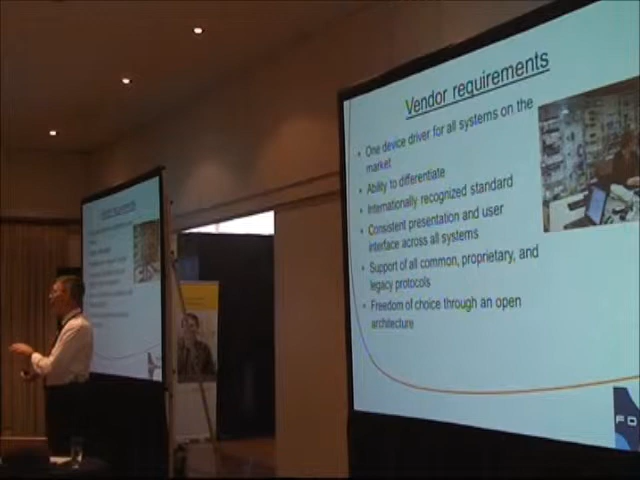 Vendor requirements
• One device driver for all systems on the
market
• Ability to differentiate
• Internationally recognized standard
• Consistent presentation and user
interface across all systems
• Support of all common, proprietary, and
legacy protocols
• Freedom of choice through an open
architecture
FD